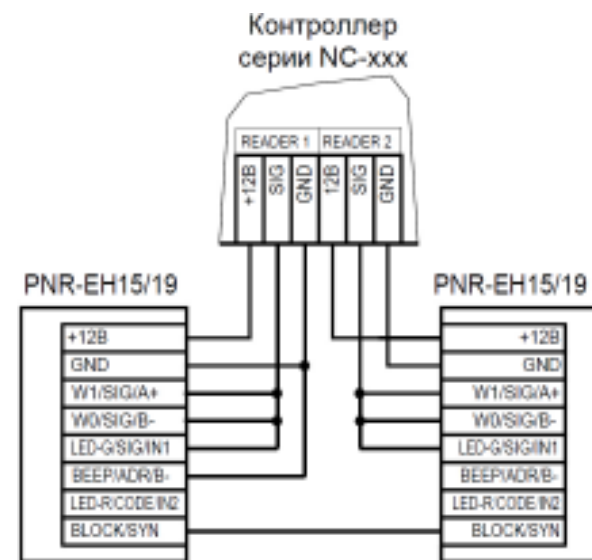 Контроллер
серии NC-xxx
READER 1 READER 2
+12В SIG GND 12В SIG GND
PNR-EH15/19 PNR-EH15/19
+12В +12В
GND GND
W1/SIG/A+ W1/SIG/A+
W0/SIG/B- W0/SIG/B-
LED-G/SIG/IN1 LED-G/SIG/IN1
BEEP/ADR/B- BEEP/ADR/B-
LED-R/CODE/IN2 LED-R/CODE/IN2
BLOCK/SYN BLOCK/SYN